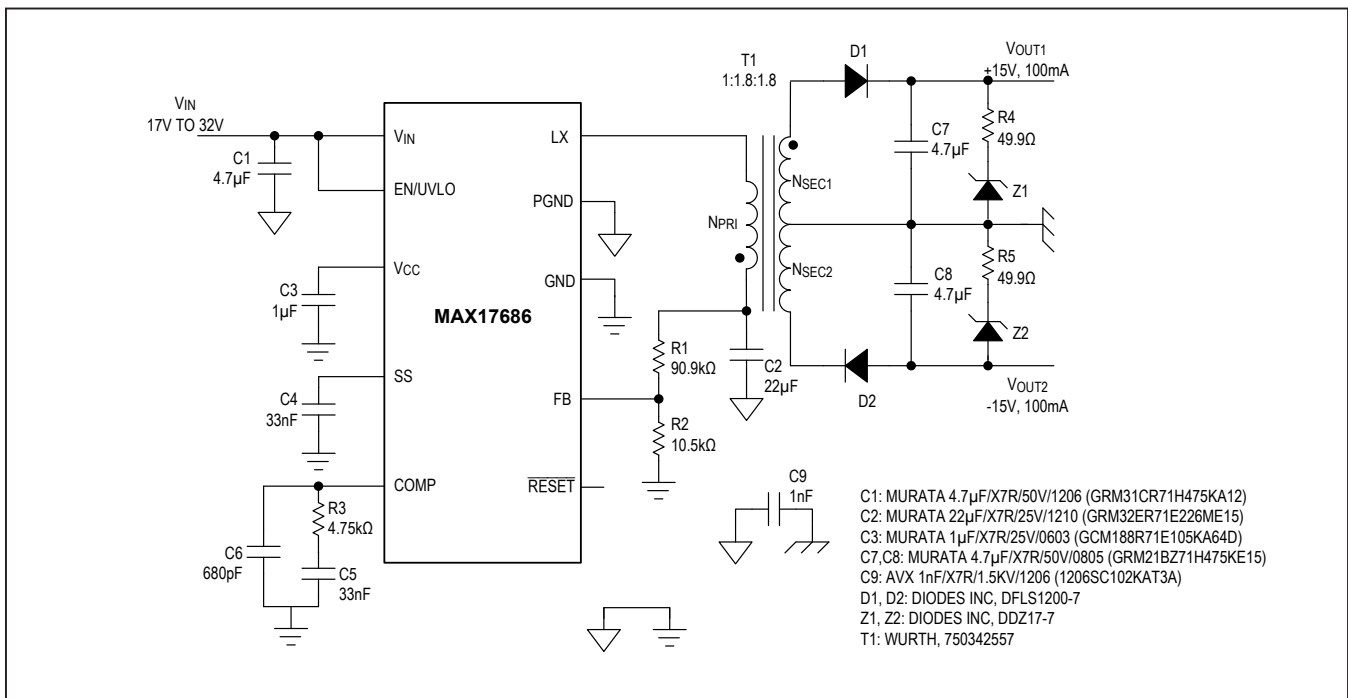 VIN
17V TO 32V
C1
4.7µF
VIN
EN/UVLO
VCC
C3
1µF
SS
C4
33nF
COMP
R3
4.75kΩ
C6
680pF
C5
33nF
MAX17686
LX
PGND
GND
FB
RESET
R1
90.9kΩ
R2
10.5kΩ
C2
22µF
T1
1:1.8:1.8
NPRI
NSEC1
NSEC2
D1
D2
C7
4.7µF
C8
4.7µF
VOUT1
+15V, 100mA
R4
49.9Ω
Z1
R5
49.9Ω
Z2
VOUT2
-15V, 100mA
C9
1nF
C1: MURATA 4.7µF/X7R/50V/1206 (GRM31CR71H475KA12)
C2: MURATA 22µF/X7R/25V/1210 (GRM32ER71E226ME15)
C3: MURATA 1µF/X7R/25V/0603 (GCM188R71E105KA64D)
C7,C8: MURATA 4.7µF/X7R/50V/0805 (GRM21BZ71H475KE15)
C9: AVX 1nF/X7R/1.5KV/1206 (1206SC102KAT3A)
D1, D2: DIODES INC, DFLS1200-7
Z1, Z2: DIODES INC, DDZ17-7
T1: WURTH, 750342557